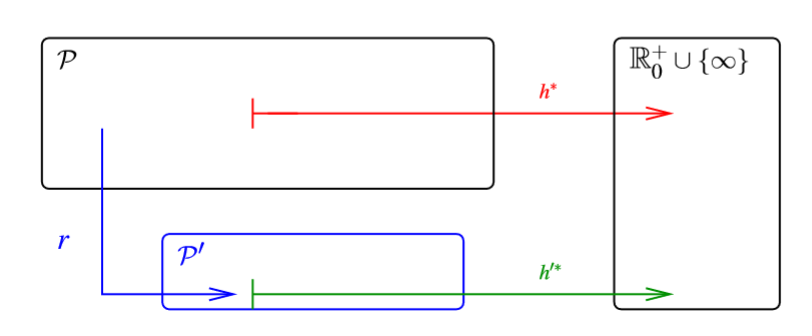 𝒫
ℝ₀⁺ ∪ {∞}
h*
r
𝒫′
h′*